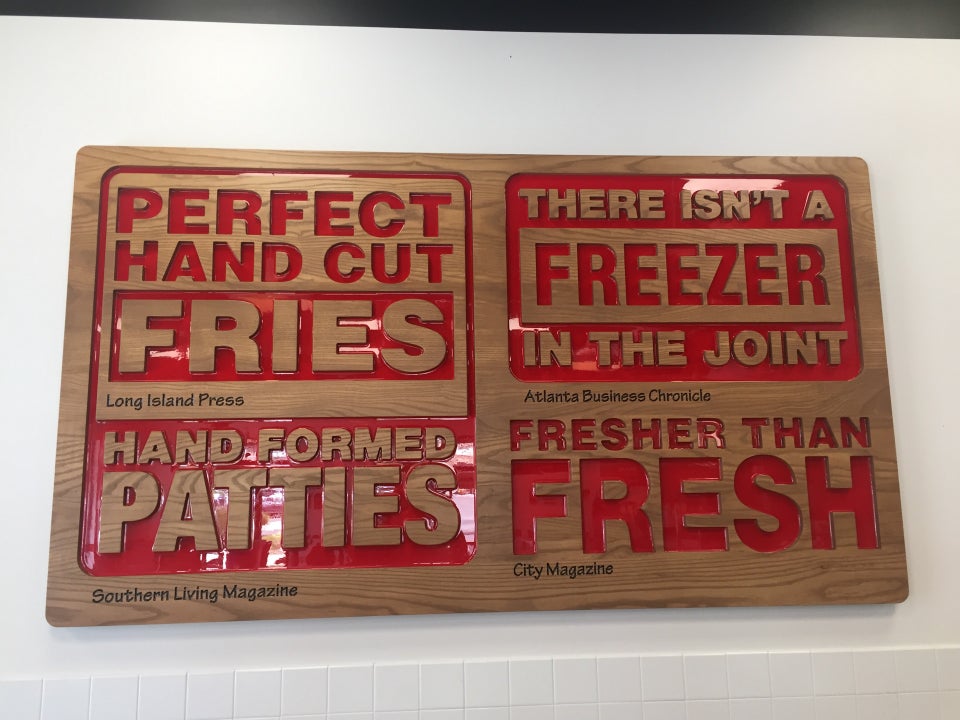 PERFECT
HAND CUT
FRIES
Long Island Press
HAND FORMED
PATTIES
Southern Living Magazine
THERE ISN'T A
FREEZER
IN THE JOINT
Atlanta Business Chronicle
FRESHER THAN
FRESH
City Magazine